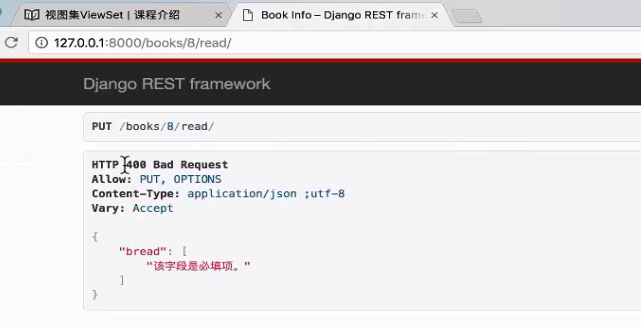 视图集ViewSet | 课程介绍
Book Info – Django REST frame
127.0.0.1:8000/books/8/read/
Django REST framework
PUT /books/8/read/
HTTP 400 Bad Request
Allow: PUT, OPTIONS
Content-Type: application/json ;utf-8
Vary: Accept
{
"bread": [
"该字段是必填项。"
]
}